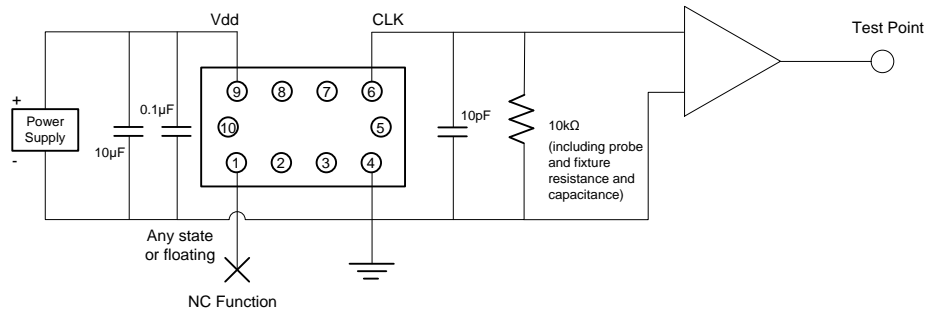 Vdd
CLK
Test Point
+
Power
Supply
-
10µF
0.1µF
9
8
7
6
10
5
1
2
3
4
10pF
10kΩ
(including probe
and fixture
resistance and
capacitance)
Any state
or floating
NC Function